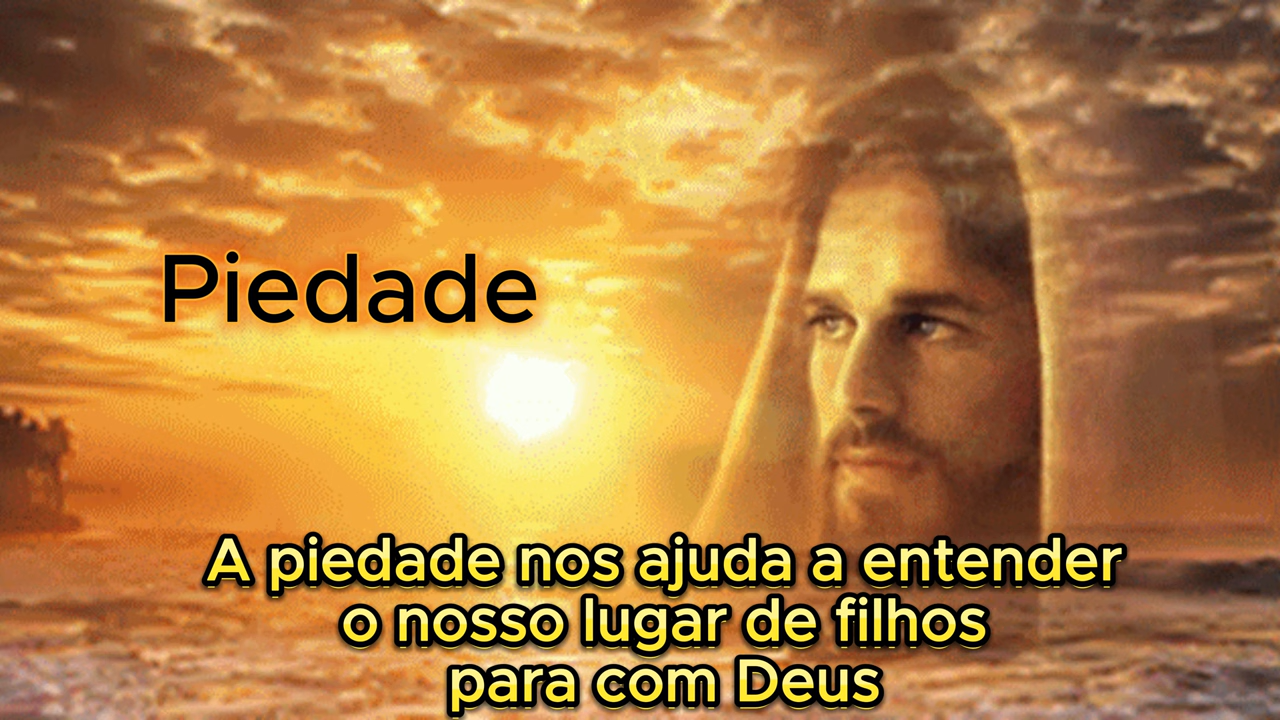 Piedade
A piedade nos ajuda a entender
o nosso lugar de filhos
para com Deus